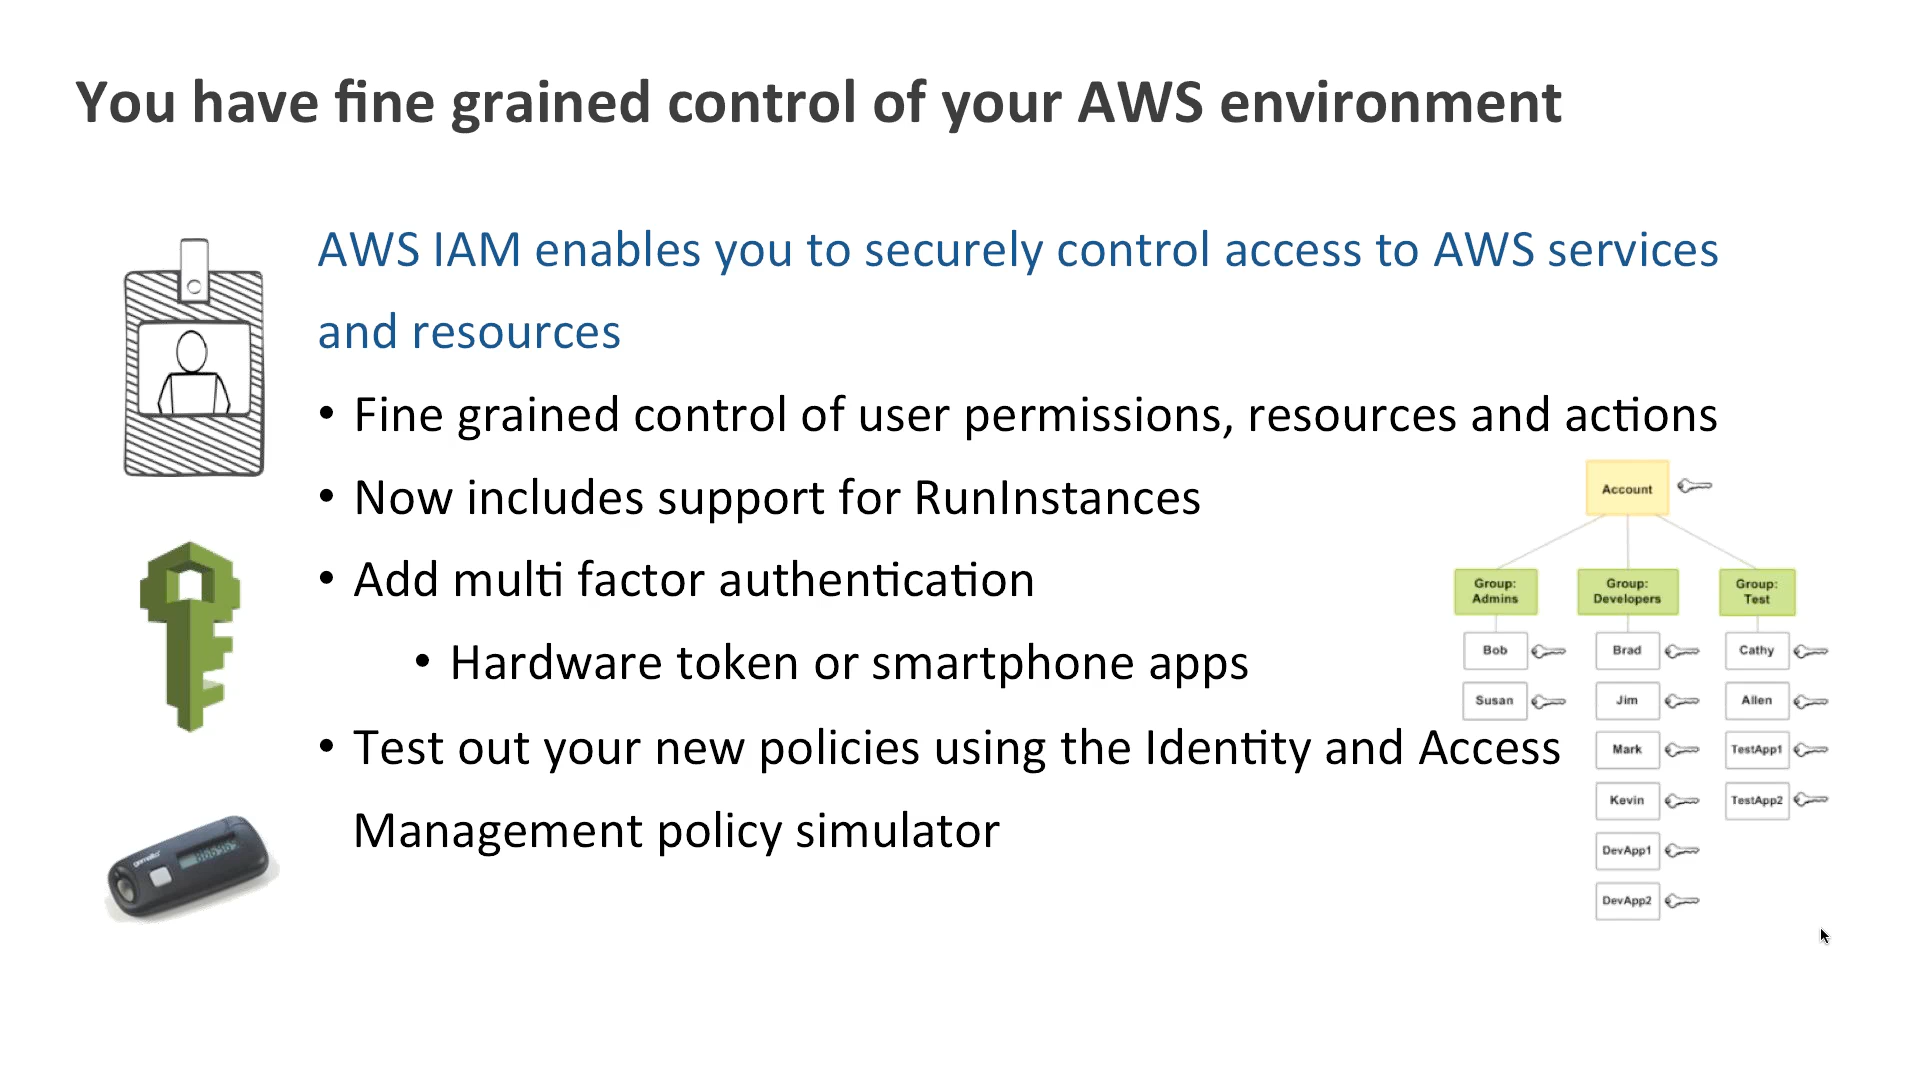 You have fine grained control of your AWS environment
AWS IAM enables you to securely control access to AWS services
and resources
• Fine grained control of user permissions, resources and actions
• Now includes support for RunInstances
• Add multi factor authentication
• Hardware token or smartphone apps
• Test out your new policies using the Identity and Access
Management policy simulator
Account
Group:
Admins
Bob
Susan
Group:
Developers
Brad
Jim
Mark
Kevin
DevApp1
DevApp2
Group:
Test
Cathy
Allen
TestApp1
TestApp2
gemalto